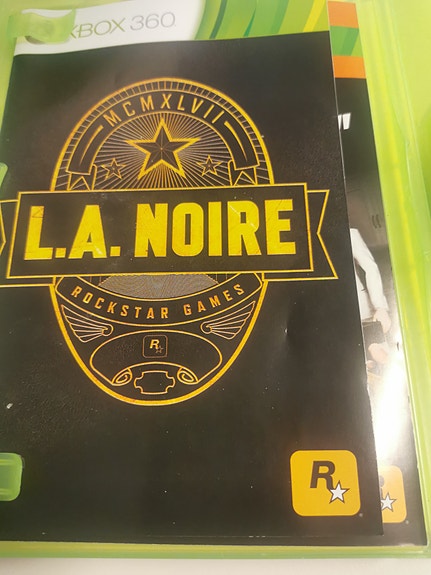 XBOX 360
MCMXLVII
L.A. NOIRE
ROCKSTAR GAMES
R
R
R